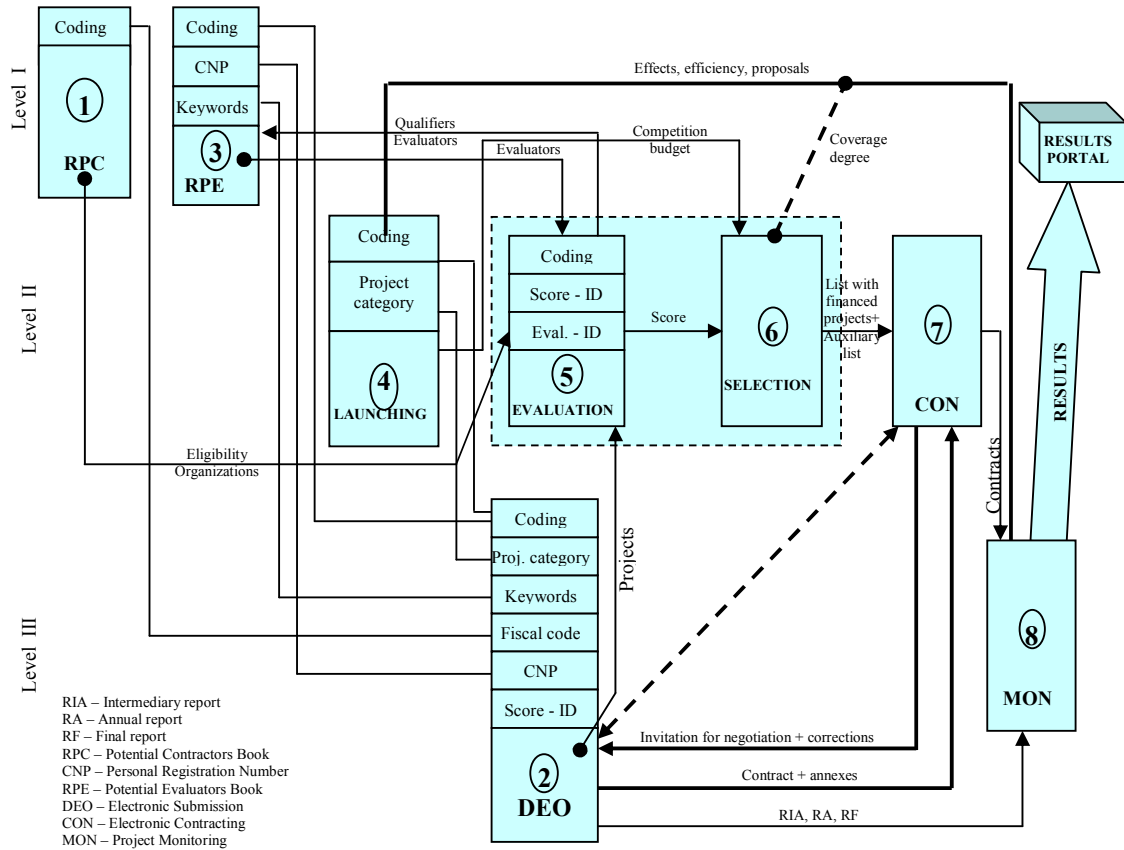 Level I
Coding
1
RPC
Coding
CNP
Keywords
3
RPE
Effects, efficiency, proposals
Qualifiers
Evaluators
Evaluators
Competition
budget
Coverage
degree
RESULTS
PORTAL
Level II
Coding
Project
category
4
LAUNCHING
Coding
Score - ID
Eval. - ID
5
EVALUATION
Score
6
SELECTION
List with
financed
projects+
Auxiliary
list
7
CON
RESULTS
Eligibility
Organizations
Contracts
Projects
Level III
Coding
Proj. category
Keywords
Fiscal code
CNP
Score - ID
2
DEO
8
MON
Invitation for negotiation + corrections
Contract + annexes
RIA, RA, RF
RIA – Intermediary report
RA – Annual report
RF – Final report
RPC – Potential Contractors Book
CNP – Personal Registration Number
RPE – Potential Evaluators Book
DEO – Electronic Submission
CON – Electronic Contracting
MON – Project Monitoring